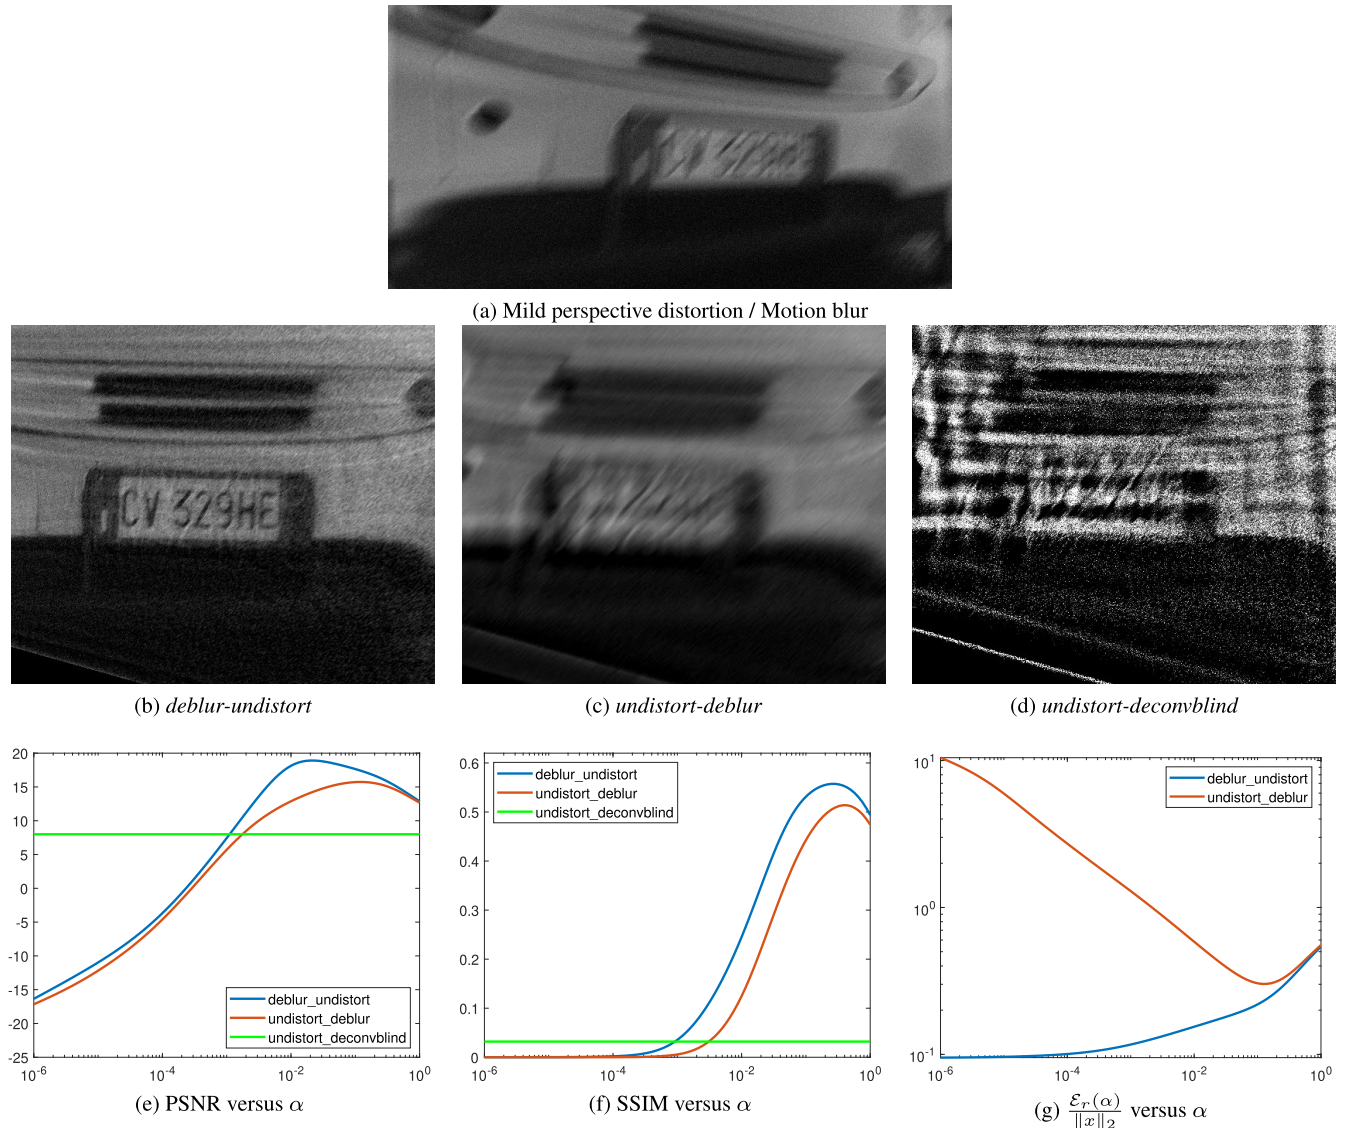 (a) Mild perspective distortion / Motion blur
CV 329HE
(b) deblur-undistort
(c) undistort-deblur
(d) undistort-deconvblind
20
15
10
5
0
-5
-10
-15
-20
-25
10^-6
10^-4
10^-2
10^0
deblur_undistort
undistort_deblur
undistort_deconvblind
(e) PSNR versus α
0.6
0.5
0.4
0.3
0.2
0.1
0
10^-6
10^-4
10^-2
10^0
deblur_undistort
undistort_deblur
undistort_deconvblind
(f) SSIM versus α
10^1
10^0
10^-1
10^-6
10^-4
10^-2
10^0
deblur_undistort
undistort_deblur
(g) ℰ_r(α)/‖x‖_2 versus α